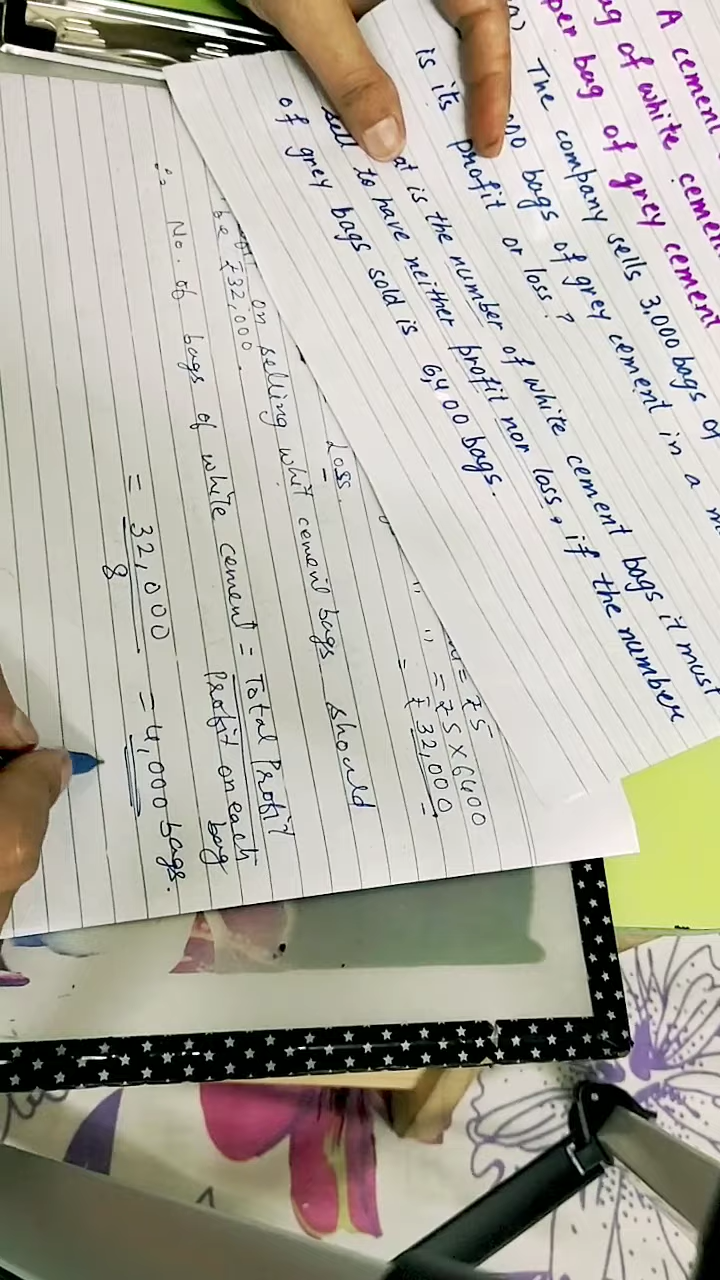 A cement
of white cement
per bag of grey cement
a) The company sells 3,000 bags of
bags of grey cement in a
is its profit or loss?
is the number of white cement bags it must
sell to have neither profit nor loss, if the number
of grey bags sold is 6,400 bags.
= ₹5
" " = ₹5 × 6400
= ₹ 32,000
Loss.
on selling whit cement bags should
be ₹32,000.
∴ No. of bags of white cement = Total Profit
Profit on each
bag
= 32,000
8
= 4,000 bags.